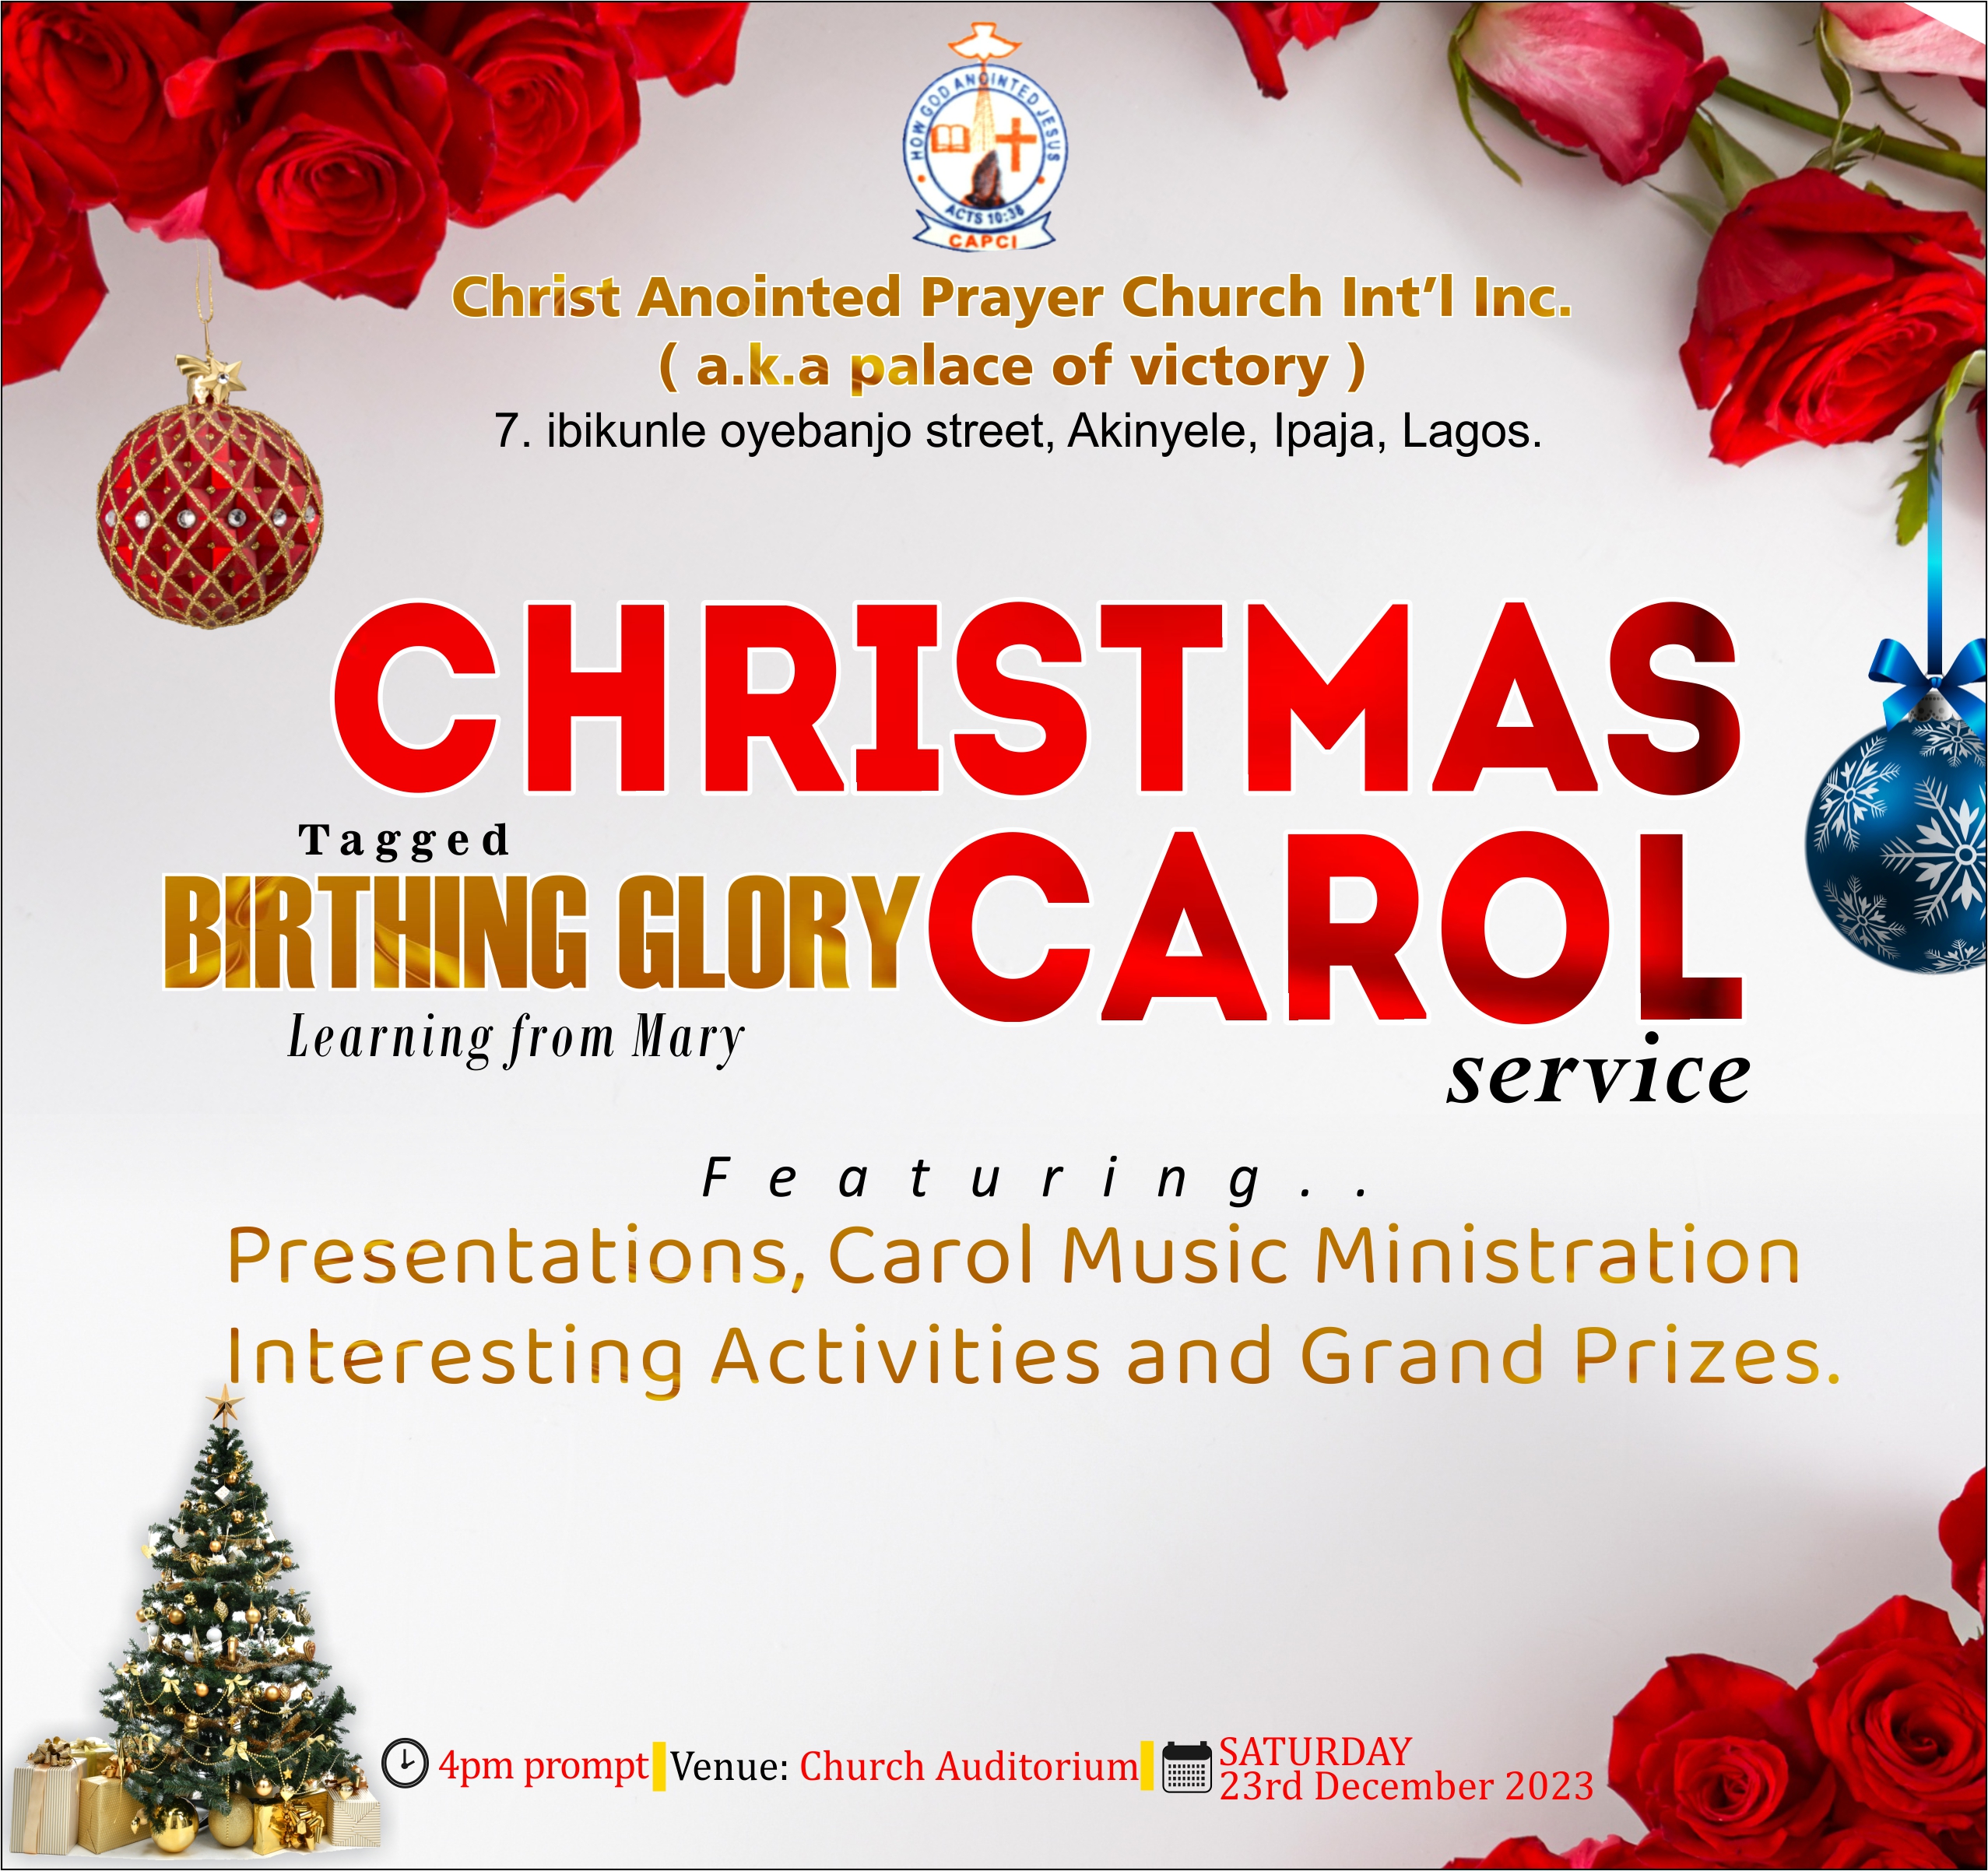 HOW GOD ANOINTED JESUS
ACTS 10:38
CAPCI
Christ Anointed Prayer Church Int'l Inc.
( a.k.a palace of victory )
7. ibikunle oyebanjo street, Akinyele, Ipaja, Lagos.
CHRISTMAS
CAROL
service
Tagged
BIRTHING GLORY
Learning from Mary
Featuring..
Presentations, Carol Music Ministration
Interesting Activities and Grand Prizes.
4pm prompt
Venue: Church Auditorium
SATURDAY
23rd December 2023